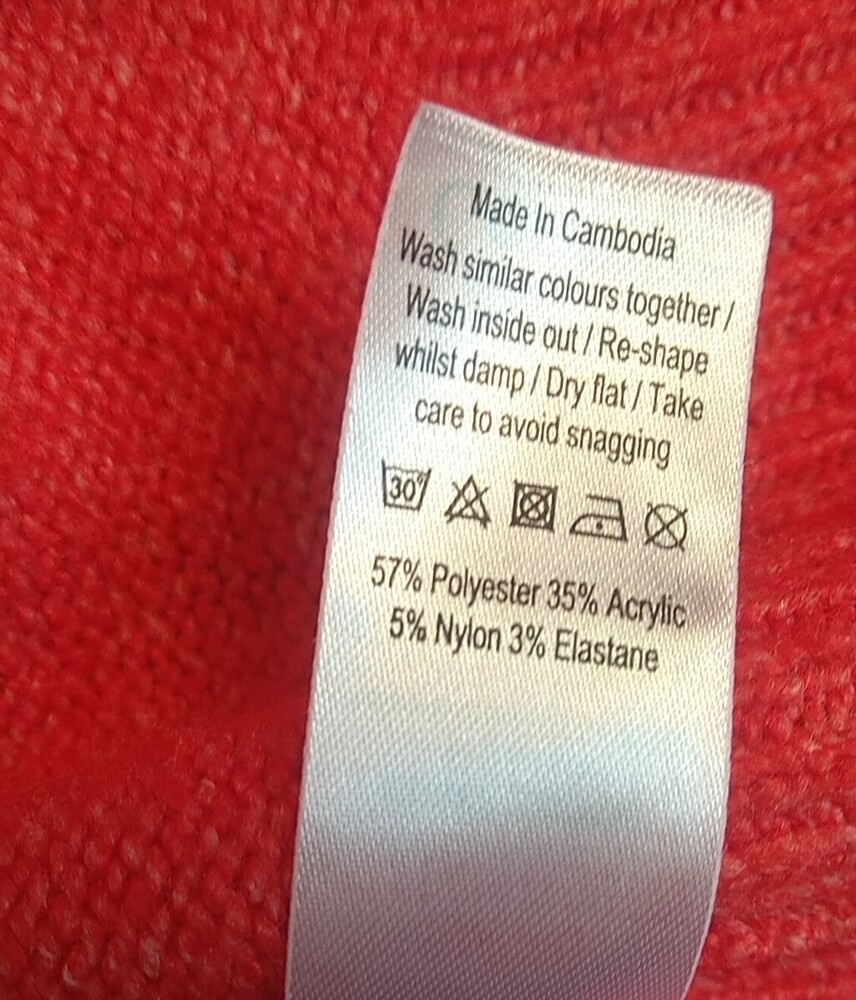 Made In Cambodia
Wash similar colours together /
Wash inside out / Re-shape
whilst damp / Dry flat / Take
care to avoid snagging
30°
57% Polyester 35% Acrylic
5% Nylon 3% Elastane